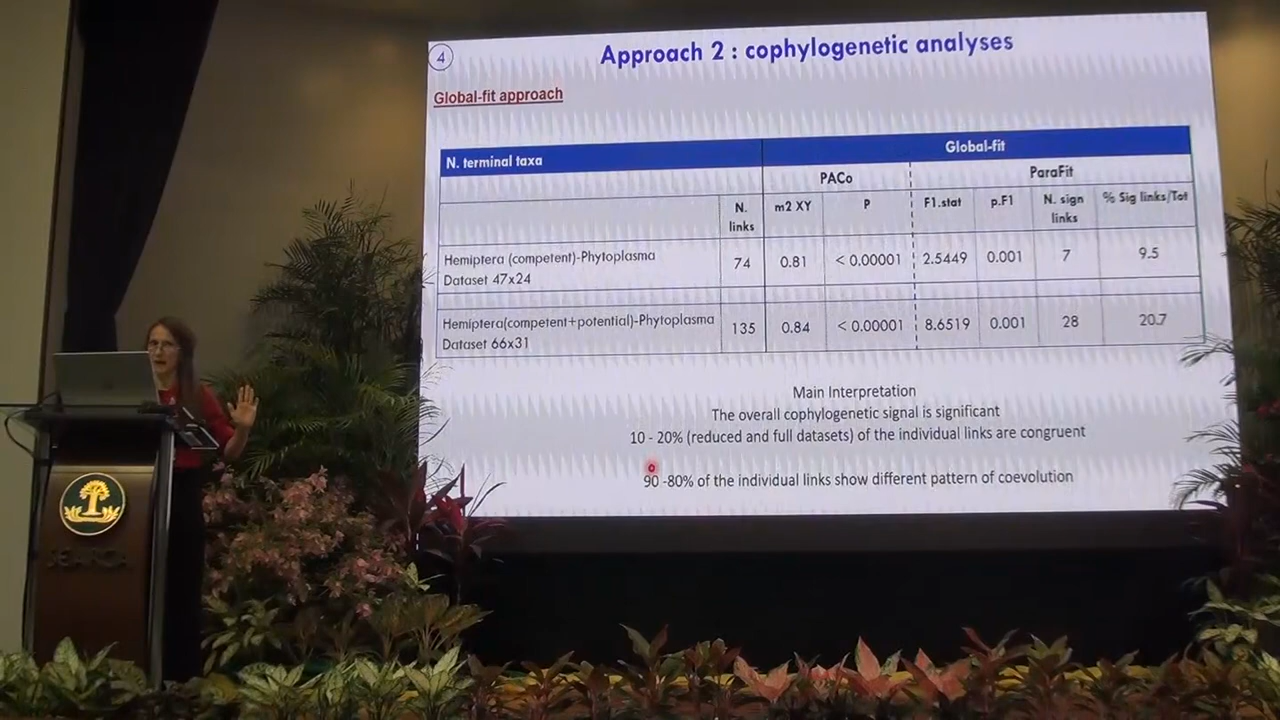 4
Approach 2 : cophylogenetic analyses
Global-fit approach
N. terminal taxa
Global-fit
PACo
ParaFit
N. links
m2 XY
P
F1.stat
p.F1
N. sign links
% Sig links/Tot
Hemiptera (competent)-Phytoplasma
Dataset 47x24
74
0.81
< 0.00001
2.5449
0.001
7
9.5
Hemiptera(competent+potential)-Phytoplasma
Dataset 66x31
135
0.84
< 0.00001
8.6519
0.001
28
20.7
Main Interpretation
The overall cophylogenetic signal is significant
10 - 20% (reduced and full datasets) of the individual links are congruent
90 -80% of the individual links show different pattern of coevolution
SEARCA